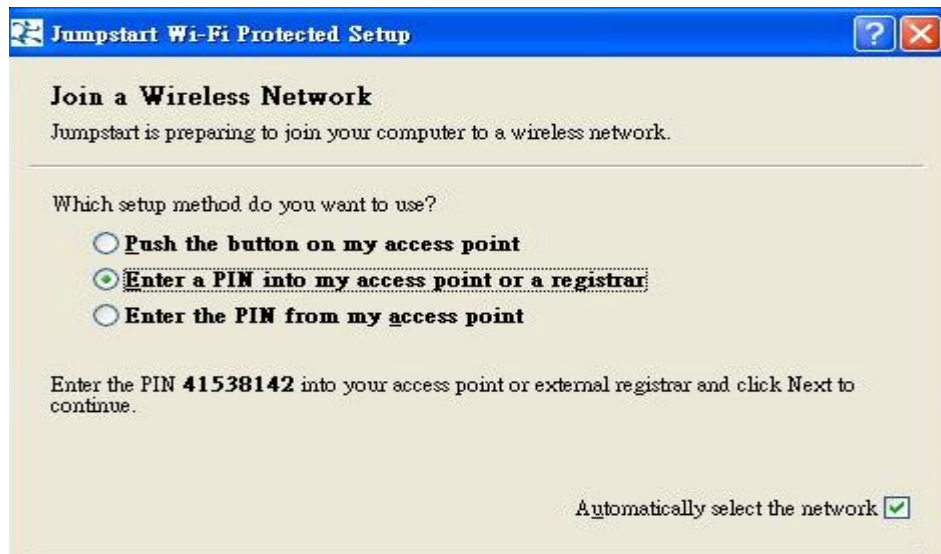 Jumpstart Wi-Fi Protected Setup
Join a Wireless Network
Jumpstart is preparing to join your computer to a wireless network.
Which setup method do you want to use?
Push the button on my access point
Enter a PIN into my access point or a registrar
Enter the PIN from my access point
Enter the PIN 41538142 into your access point or external registrar and click Next to
continue.
Automatically select the network